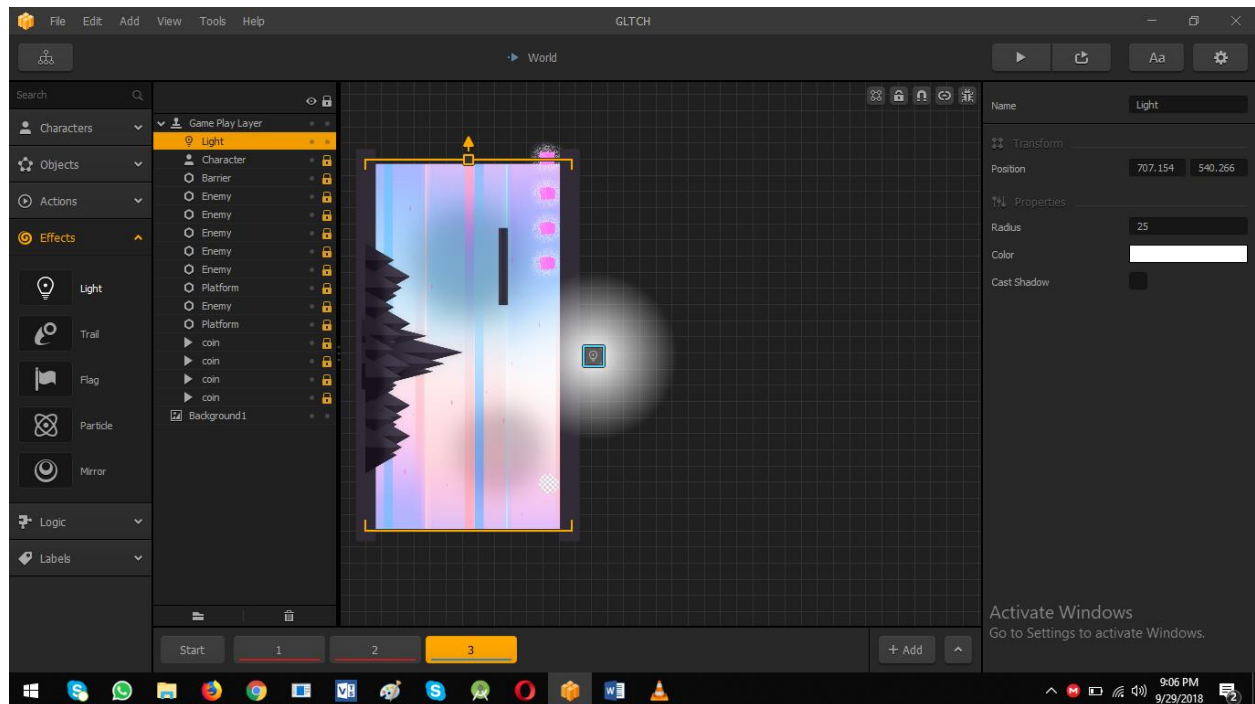 File Edit Add View Tools Help
GLTCH
World
Aa
Search
Characters
Objects
Actions
Effects
Light
Trail
Flag
Particle
Mirror
Logic
Labels
Game Play Layer
Light
Character
Barrier
Enemy
Enemy
Enemy
Enemy
Enemy
Platform
Enemy
Platform
coin
coin
coin
coin
Background1
Start 1 2 3 + Add
Name Light
Transform
Position 707.154 540.266
Properties
Radius 25
Color
Cast Shadow
Activate Windows
Go to Settings to activate Windows.
9:06 PM
9/29/2018